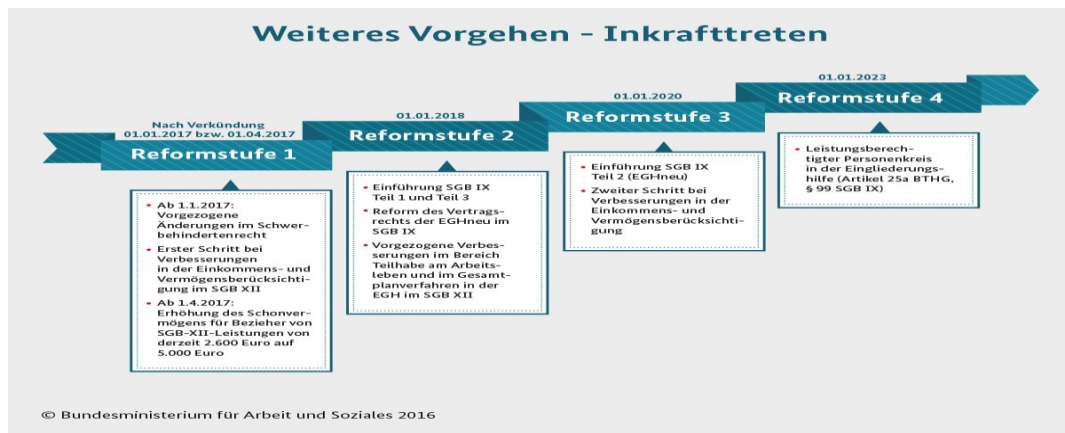 Weiteres Vorgehen – Inkrafttreten
Nach Verkündung
01.01.2017 bzw. 01.04.2017
Reformstufe 1
• Ab 1.1.2017:
Vorgezogene
Änderungen im Schwer-
behindertenrecht
• Erster Schritt bei
Verbesserungen
in der Einkommens- und
Vermögensberücksichti-
gung im SGB XII
• Ab 1.4.2017:
Erhöhung des Schonver-
mögens für Bezieher von
SGB-XII-Leistungen von
derzeit 2.600 Euro auf
5.000 Euro
01.01.2018
Reformstufe 2
• Einführung SGB IX
Teil 1 und Teil 3
• Reform des Vertrags-
rechts der EGHneu im
SGB IX
• Vorgezogene Verbes-
serungen im Bereich
Teilhabe am Arbeits-
leben und im Gesamt-
planverfahren in der
EGH im SGB XII
01.01.2020
Reformstufe 3
• Einführung SGB IX
Teil 2 (EGHneu)
• Zweiter Schritt bei
Verbesserungen in der
Einkommens- und
Vermögensberücksichti-
gung
01.01.2023
Reformstufe 4
• Leistungsberech-
tigter Personenkreis
in der Eingliederungs-
hilfe (Artikel 25a BTHG,
§ 99 SGB IX)
© Bundesministerium für Arbeit und Soziales 2016